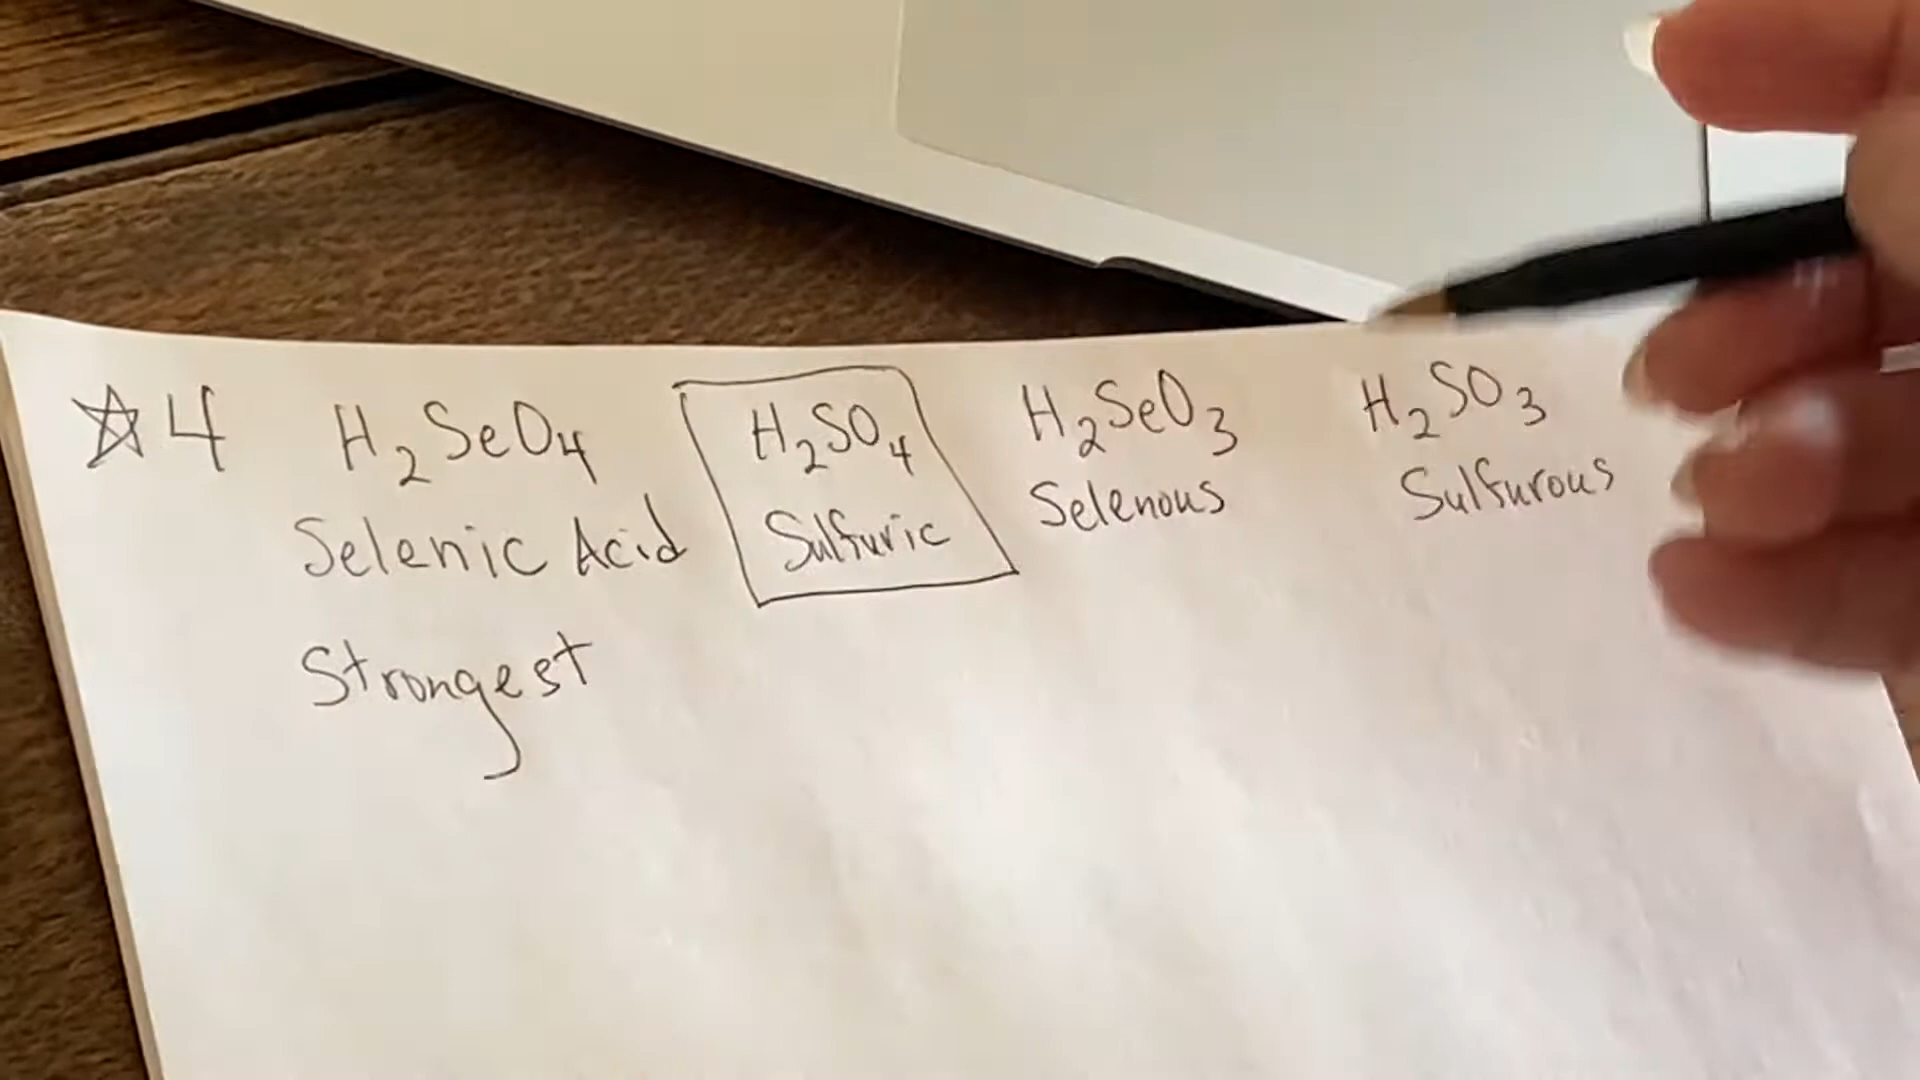 ☆4 H₂SeO₄ H₂SO₄ H₂SeO₃ H₂SO₃
Selenic Acid Sulfuric Selenous Sulfurous
Strongest